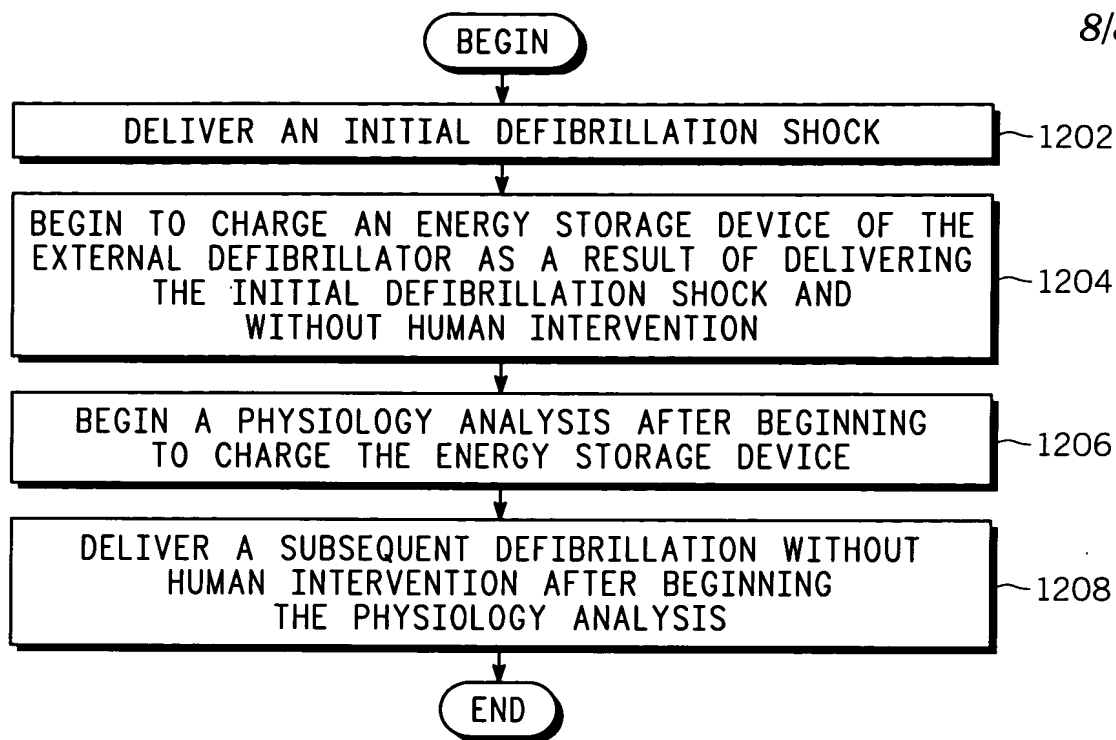 8/
BEGIN
DELIVER AN INITIAL DEFIBRILLATION SHOCK
1202
BEGIN TO CHARGE AN ENERGY STORAGE DEVICE OF THE
EXTERNAL DEFIBRILLATOR AS A RESULT OF DELIVERING
THE INITIAL DEFIBRILLATION SHOCK AND
WITHOUT HUMAN INTERVENTION
1204
BEGIN A PHYSIOLOGY ANALYSIS AFTER BEGINNING
TO CHARGE THE ENERGY STORAGE DEVICE
1206
DELIVER A SUBSEQUENT DEFIBRILLATION WITHOUT
HUMAN INTERVENTION AFTER BEGINNING
THE PHYSIOLOGY ANALYSIS
1208
END